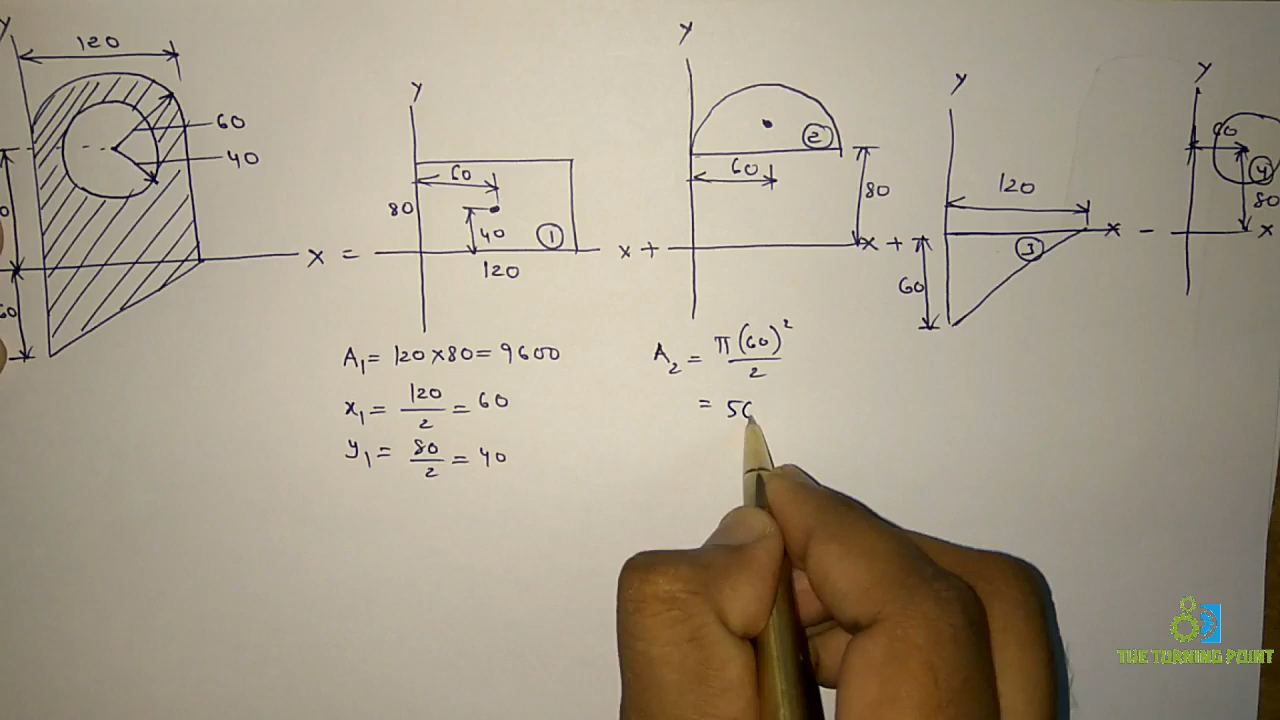 Y
120
60
40
60
X =
Y
60
80
40
1
120
X +
Y
2
60
80
X +
Y
120
3
60
X -
Y
60
4
80
X
A1 = 120 × 80 = 9600
x1 = 120/2 = 60
y1 = 80/2 = 40
A2 = π(60)²/2
= 5
THE TURNING POINT